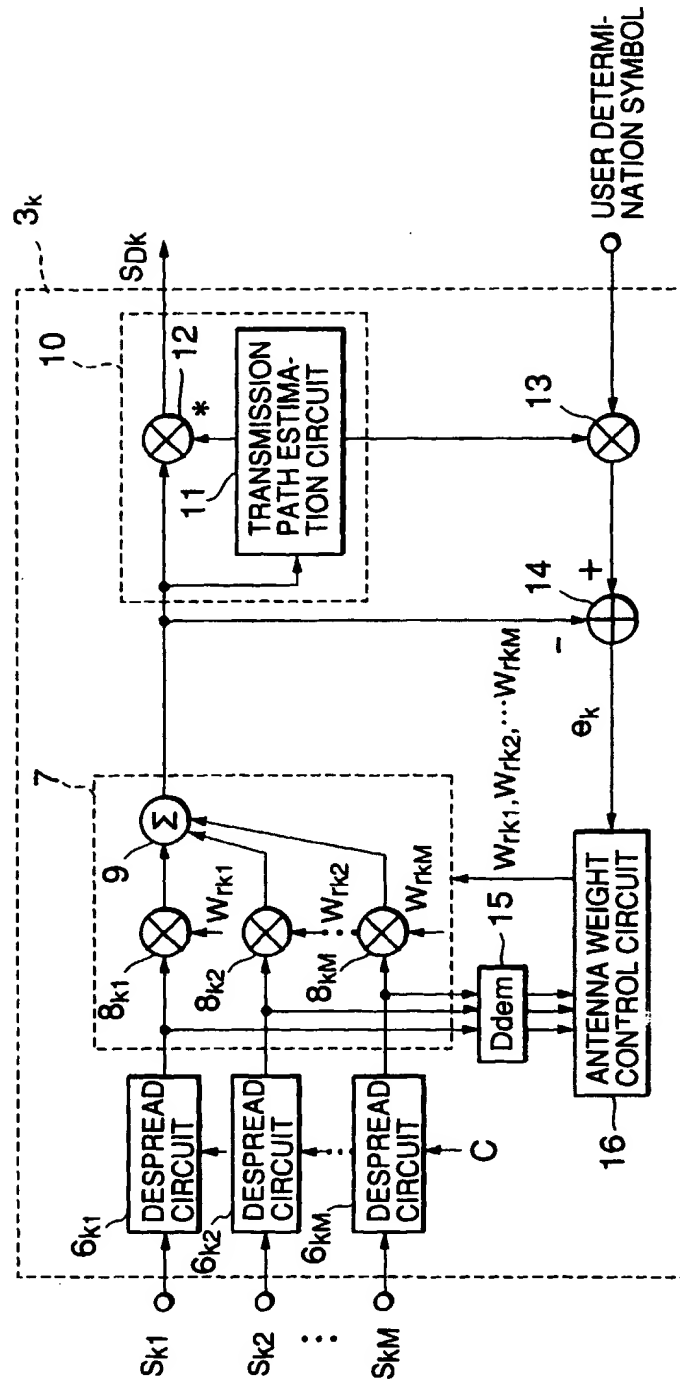 3k
10
SDk
12
*
11
TRANSMISSION
PATH ESTIMA-
TION CIRCUIT
USER DETERMI-
NATION SYMBOL
13
14
+
-
ek
7
9
Σ
8k1
Wrk1
8k2
Wrk2
8kM
WrkM
Wrk1, Wrk2, ...WrkM
15
Ddem
ANTENNA WEIGHT
CONTROL CIRCUIT
16
6k1
DESPREAD
CIRCUIT
6k2
DESPREAD
CIRCUIT
6kM
DESPREAD
CIRCUIT
C
Sk1
Sk2
SkM